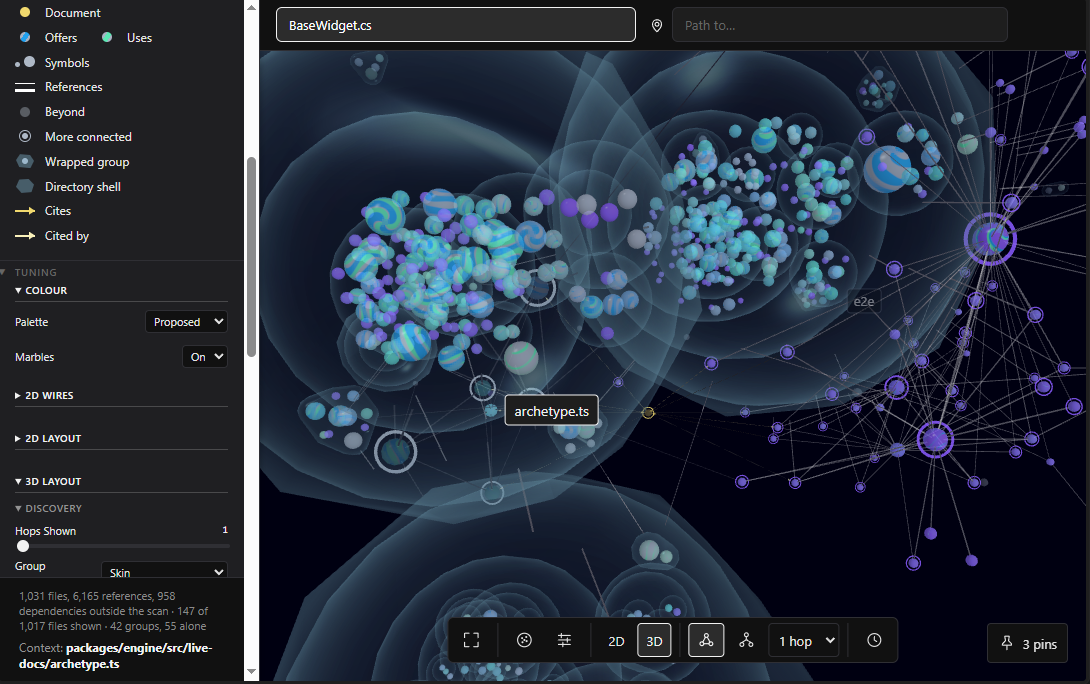 Document
Offers Uses
Symbols
References
Beyond
More connected
Wrapped group
Directory shell
Cites
Cited by
TUNING
COLOUR
Palette Proposed
Marbles On
2D WIRES
2D LAYOUT
3D LAYOUT
DISCOVERY
Hops Shown 1
Group Skin
1,031 files, 6,165 references, 958
dependencies outside the scan · 147 of
1,017 files shown · 42 groups, 55 alone
Context: packages/engine/src/live-
docs/archetype.ts
BaseWidget.cs Path to...
e2e
archetype.ts
2D 3D 1 hop
3 pins